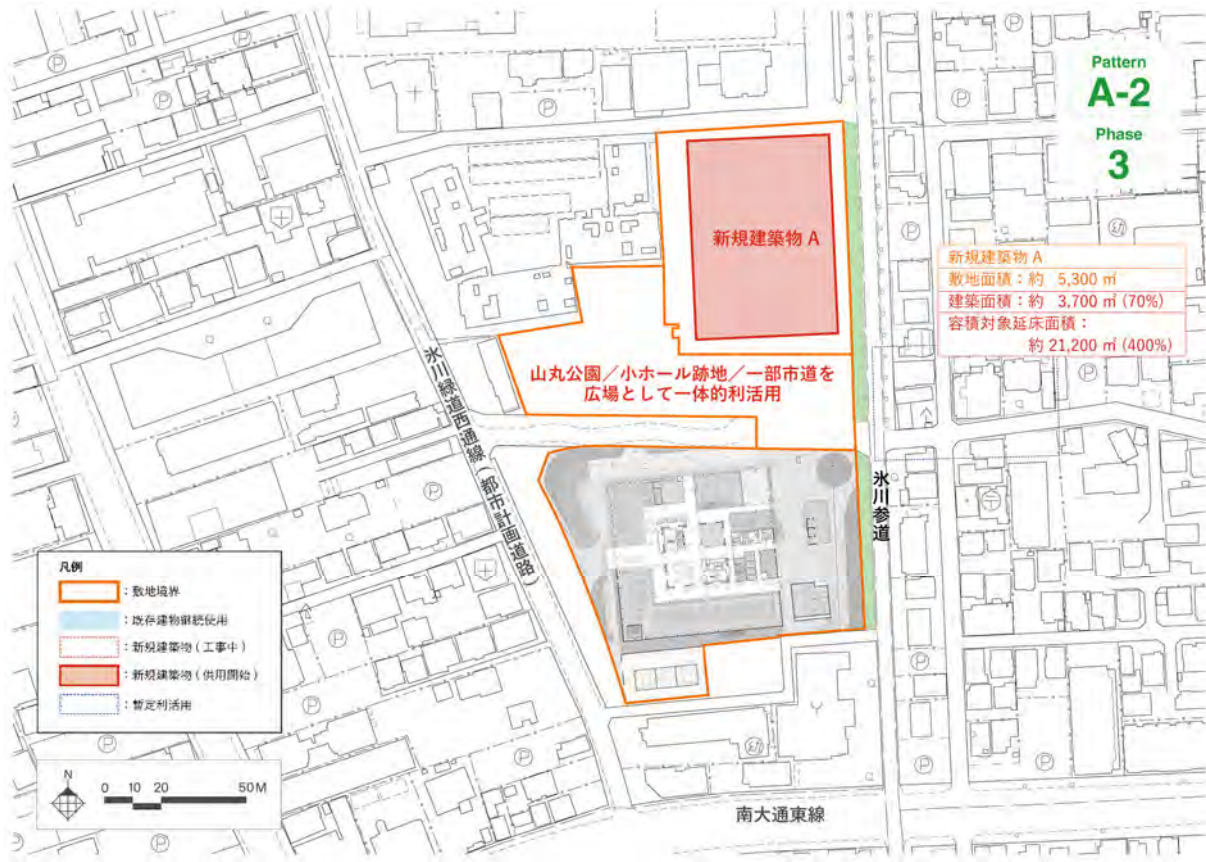 Pattern
A-2
Phase
3
新規建築物 A
新規建築物 A
敷地面積：約 5,300 ㎡
建築面積：約 3,700 ㎡ (70%)
容積対象延床面積：
約 21,200 ㎡ (400%)
山丸公園／小ホール跡地／一部市道を
広場として一体的利活用
氷川緑道西通線(都市計画道路)
氷川参道
凡例
：敷地境界
：既存建物継続使用
：新規建築物 ( 工事中 )
：新規建築物 ( 供用開始 )
：暫定利活用
N
0 10 20 50M
南大通東線
P
P
P
P
P
P
P
P
P
P
P
P
P
P
幼
幼